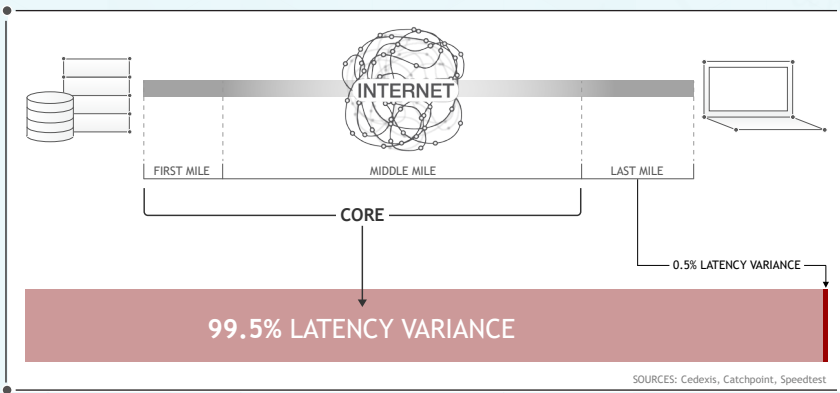 INTERNET
FIRST MILE
MIDDLE MILE
LAST MILE
CORE
0.5% LATENCY VARIANCE
99.5% LATENCY VARIANCE
SOURCES: Cedexis, Catchpoint, Speedtest